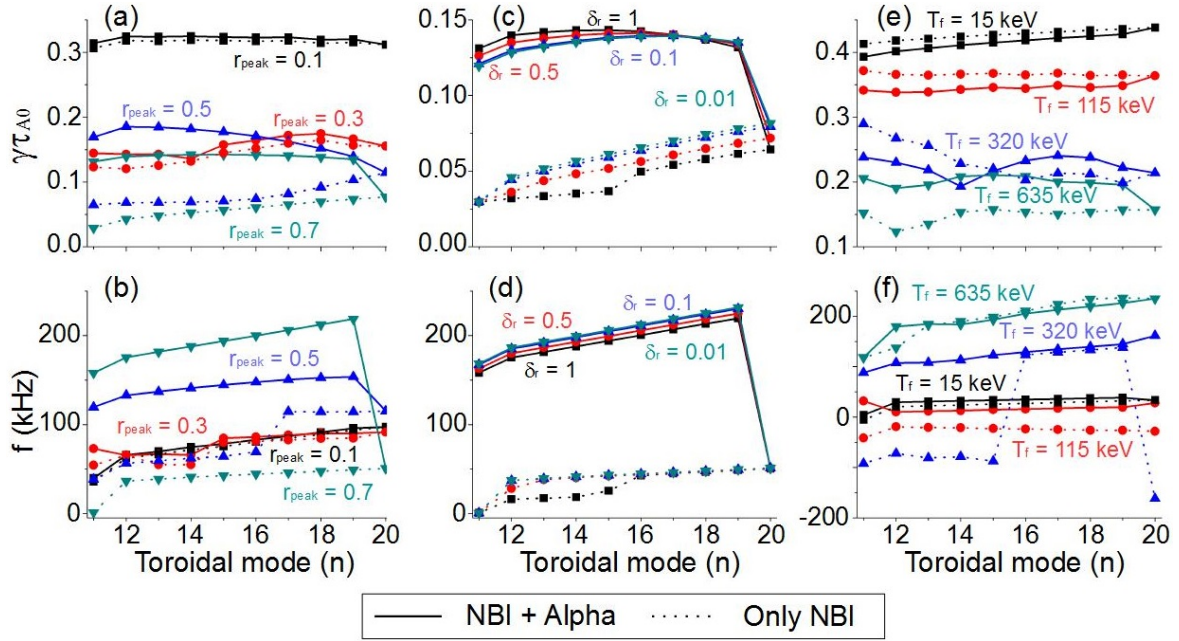 (a)
0.3
0.2
0.1
0.0
γτ_A0
r_peak = 0.1
r_peak = 0.5
r_peak = 0.3
r_peak = 0.7
(b)
200
100
0
f (kHz)
r_peak = 0.5
r_peak = 0.3
r_peak = 0.1
r_peak = 0.7
12 14 16 18 20
Toroidal mode (n)
(c)
0.15
0.10
0.05
0.00
δ_r = 1
δ_r = 0.5
δ_r = 0.1
δ_r = 0.01
(d)
200
100
0
δ_r = 0.5
δ_r = 0.1
δ_r = 1
δ_r = 0.01
12 14 16 18 20
Toroidal mode (n)
(e)
0.4
0.3
0.2
0.1
T_f = 15 keV
T_f = 115 keV
T_f = 320 keV
T_f = 635 keV
(f)
200
0
-200
T_f = 635 keV
T_f = 320 keV
T_f = 15 keV
T_f = 115 keV
12 14 16 18 20
Toroidal mode (n)
NBI + Alpha
Only NBI